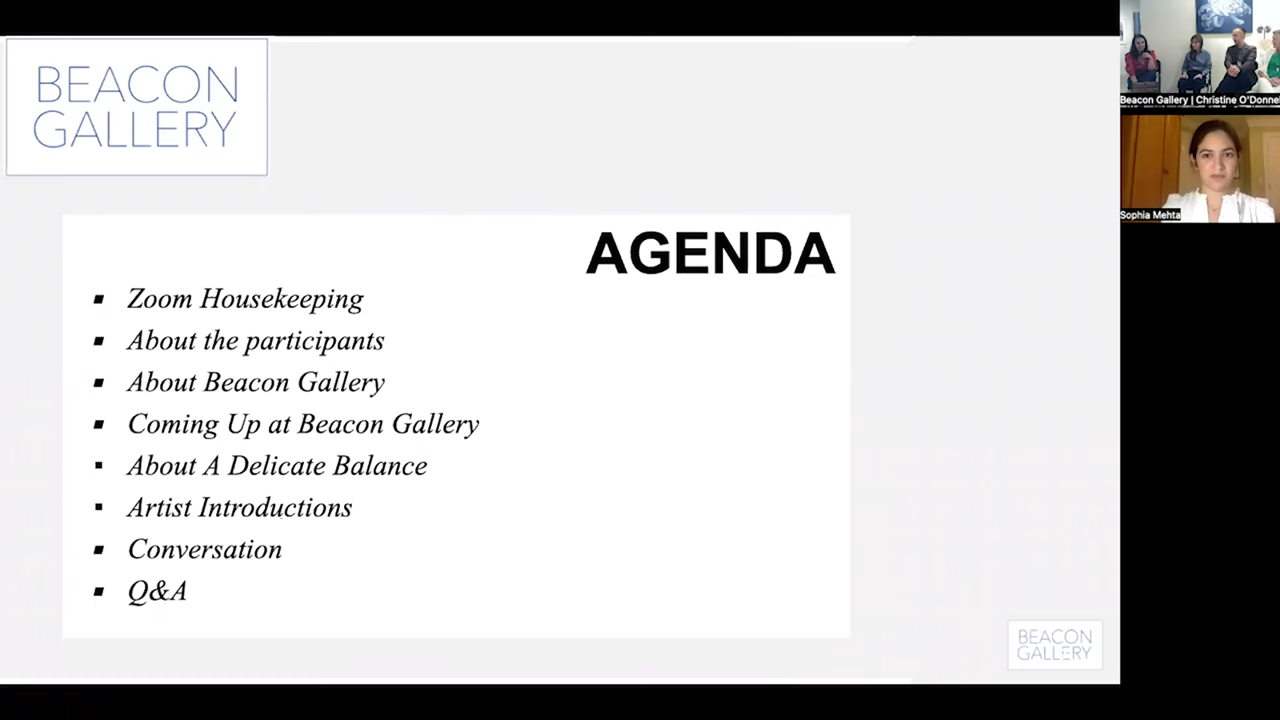 BEACON
GALLERY
AGENDA
Zoom Housekeeping
About the participants
About Beacon Gallery
Coming Up at Beacon Gallery
About A Delicate Balance
Artist Introductions
Conversation
Q&A
BEACON
GALLERY
Beacon Gallery | Christine O'Donnel
Sophia Mehta